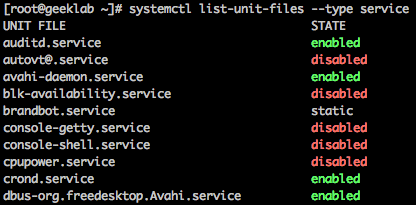 [root@geeklab ~]# systemctl list-unit-files --type service
UNIT FILE STATE
auditd.service enabled
autovt@.service disabled
avahi-daemon.service enabled
blk-availability.service disabled
brandbot.service static
console-getty.service disabled
console-shell.service disabled
cpupower.service disabled
crond.service enabled
dbus-org.freedesktop.Avahi.service enabled